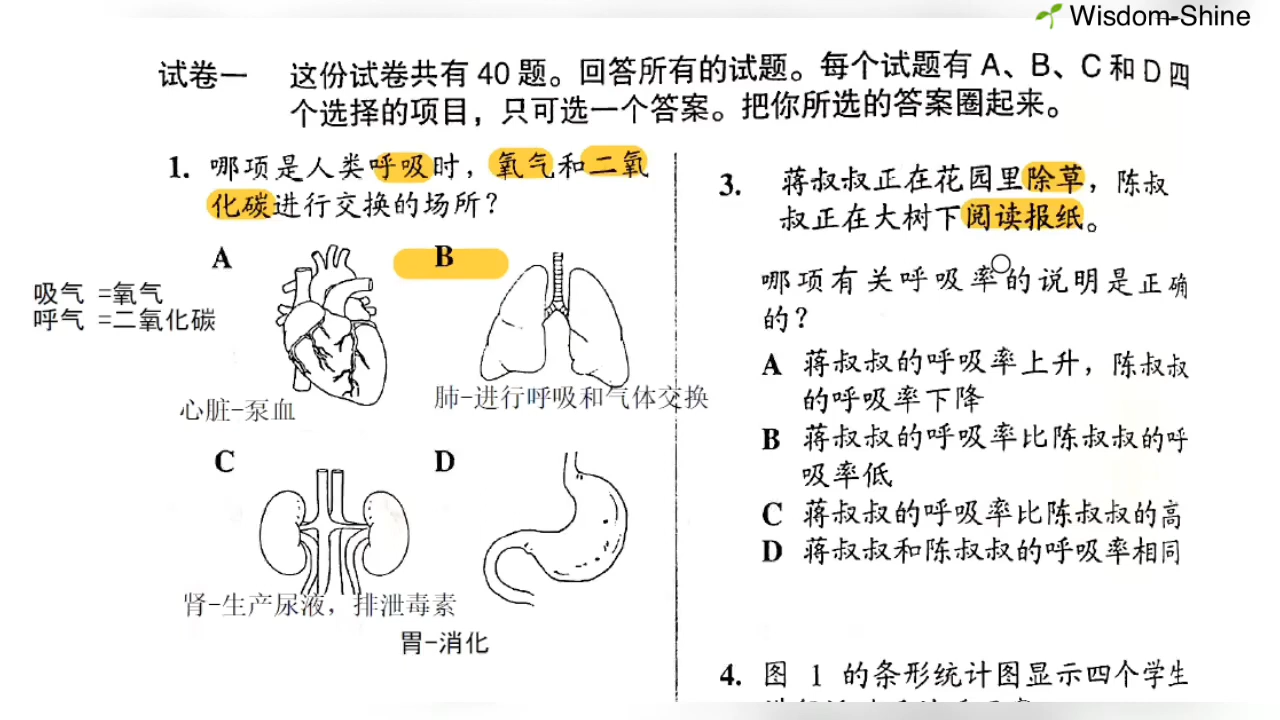 Wisdom-Shine
试卷一 这份试卷共有 40 题。回答所有的试题。每个试题有 A、B、C 和 D 四
个选择的项目，只可选一个答案。把你所选的答案圈起来。
1. 哪项是人类呼吸时，氧气和二氧
化碳进行交换的场所？
A
B
吸气 =氧气
呼气 =二氧化碳
心脏-泵血
肺-进行呼吸和气体交换
C
D
肾-生产尿液，排泄毒素
胃-消化
3. 蒋叔叔正在花园里除草，陈叔
叔正在大树下阅读报纸。
哪项有关呼吸率的说明是正确
的？
A 蒋叔叔的呼吸率上升，陈叔叔
的呼吸率下降
B 蒋叔叔的呼吸率比陈叔叔的呼
吸率低
C 蒋叔叔的呼吸率比陈叔叔的高
D 蒋叔叔和陈叔叔的呼吸率相同
4. 图 1 的条形统计图显示四个学生